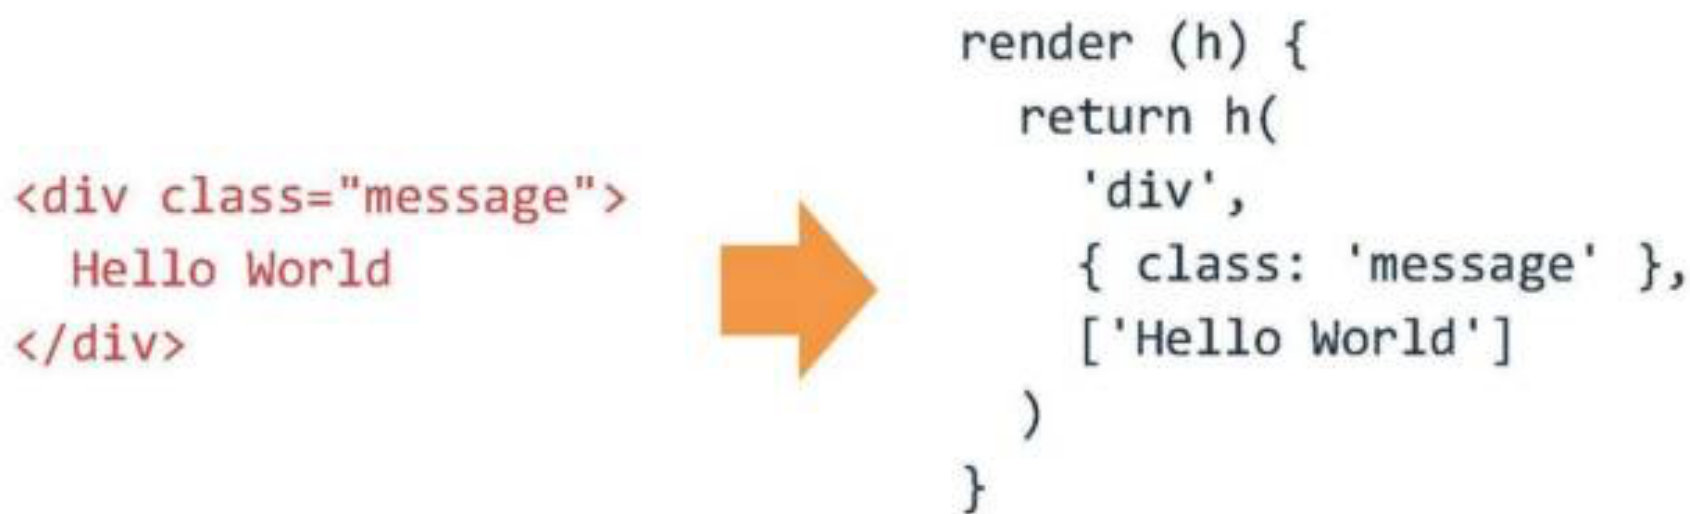 <div class="message">
  Hello World
</div>
render (h) {
  return h(
    'div',
    { class: 'message' },
    ['Hello World']
  )
}